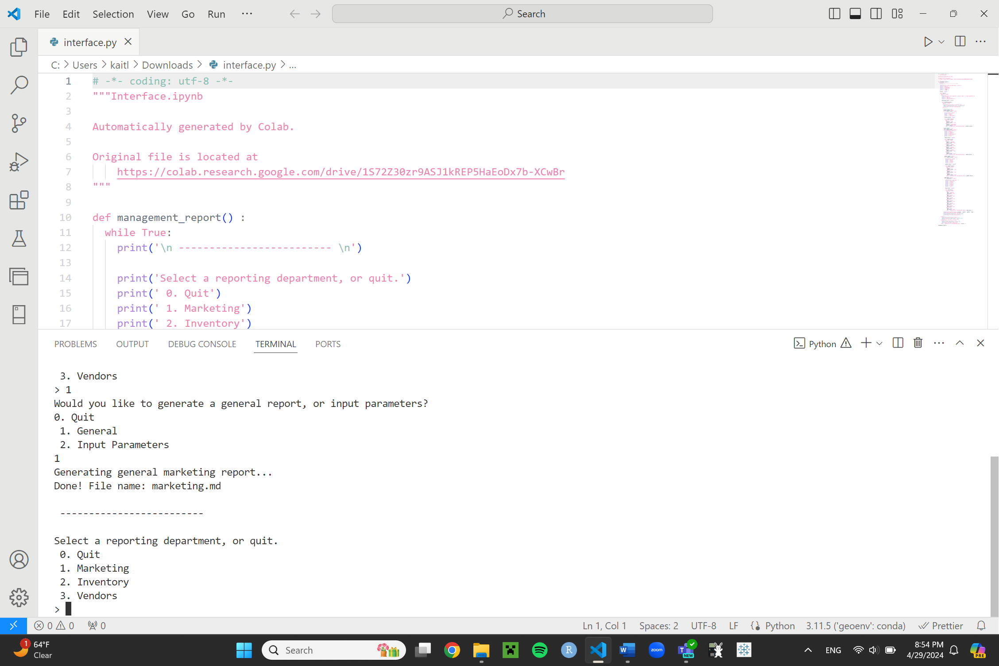 File Edit Selection View Go Run ··· Search
interface.py
C: > Users > kaitl > Downloads > interface.py > ...
1 # -*- coding: utf-8 -*-
2 """Interface.ipynb
3
4 Automatically generated by Colab.
5
6 Original file is located at
7 https://colab.research.google.com/drive/1S72Z30zr9ASJ1kREP5HaEoDx7b-XCwBr
8 """
9
10 def management_report() :
11 while True:
12 print('\n ------------------------- \n')
13
14 print('Select a reporting department, or quit.')
15 print(' 0. Quit')
16 print(' 1. Marketing')
17 print(' 2. Inventory')
PROBLEMS OUTPUT DEBUG CONSOLE TERMINAL PORTS Python
3. Vendors
> 1
Would you like to generate a general report, or input parameters?
0. Quit
1. General
2. Input Parameters
1
Generating general marketing report...
Done! File name: marketing.md
-------------------------
Select a reporting department, or quit.
0. Quit
1. Marketing
2. Inventory
3. Vendors
>
0 0 0 Ln 1, Col 1 Spaces: 2 UTF-8 LF Python 3.11.5 ('geoenv': conda) Prettier
1 64°F
Clear
Search
R
W
zoom
T NEW
ENG
8:54 PM
4/29/2024
PRE